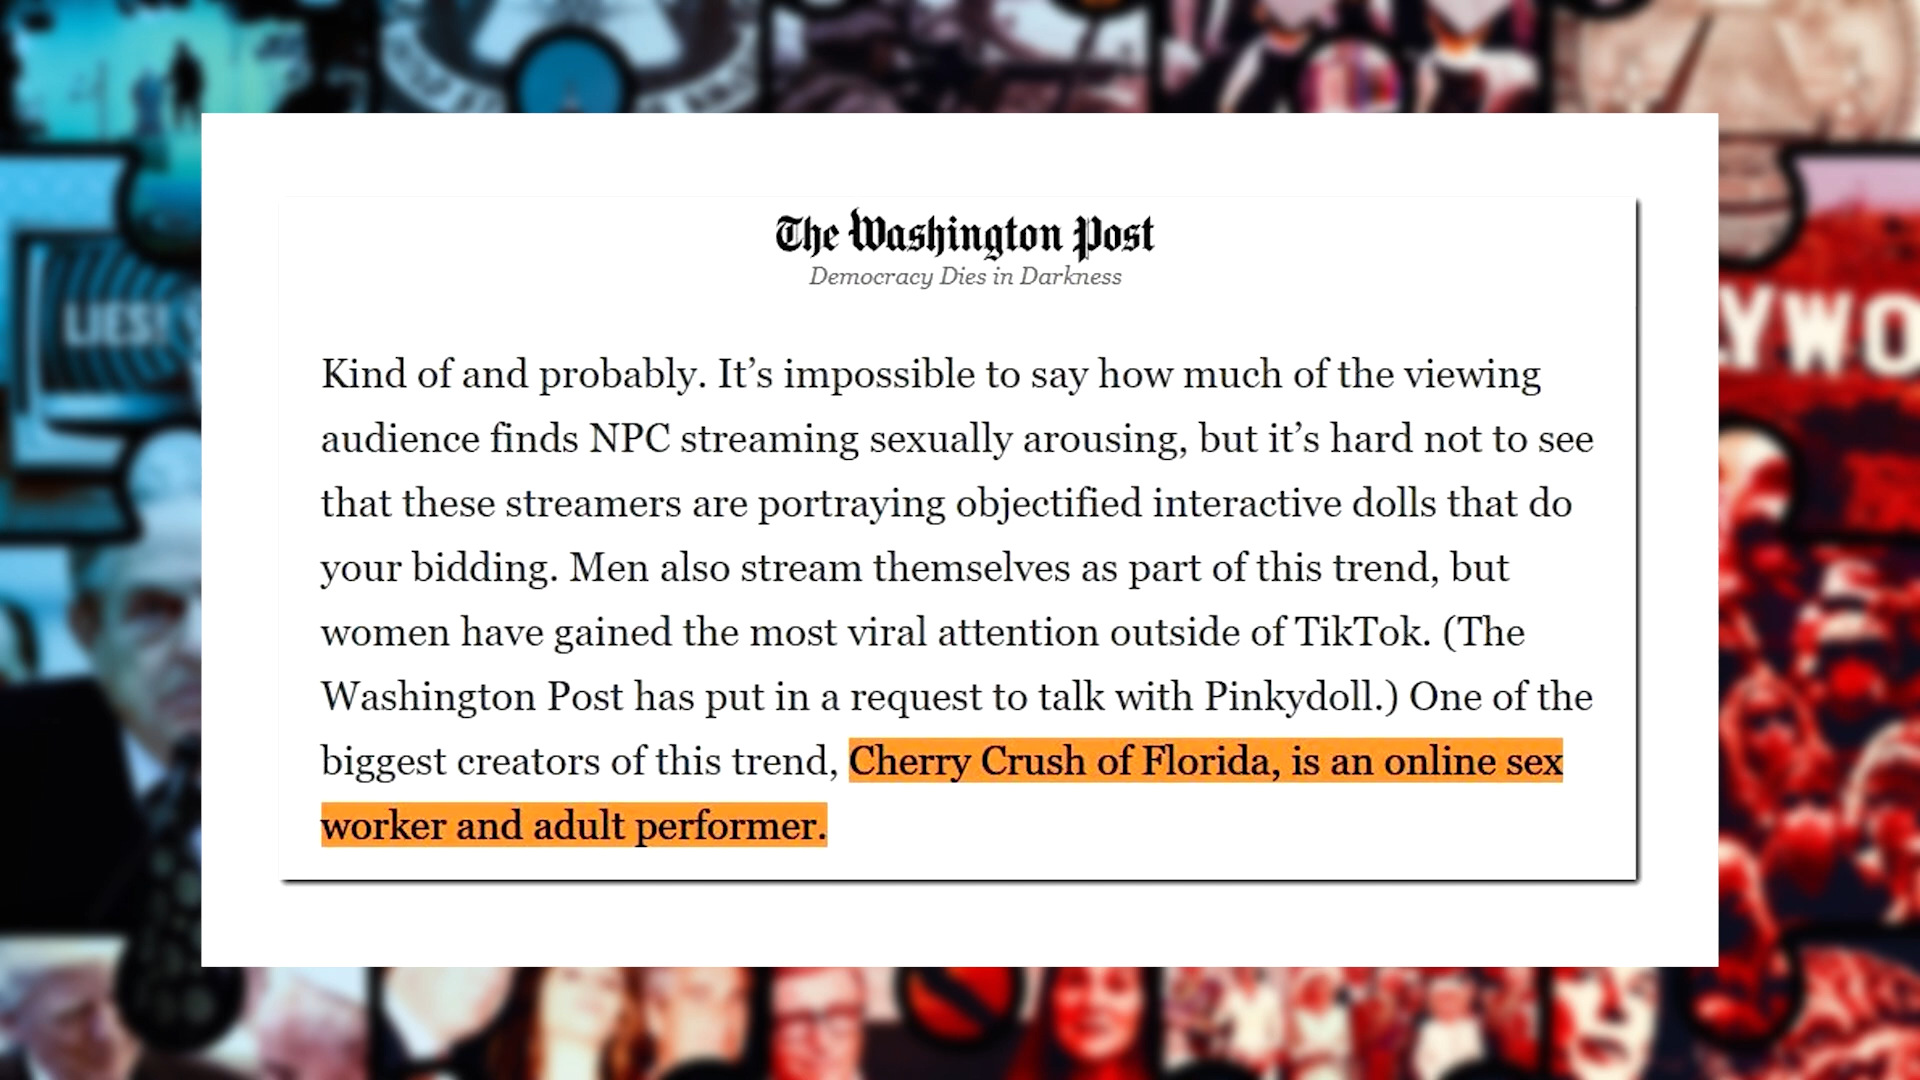 The Washington Post
Democracy Dies in Darkness
Kind of and probably. It’s impossible to say how much of the viewing
audience finds NPC streaming sexually arousing, but it’s hard not to see
that these streamers are portraying objectified interactive dolls that do
your bidding. Men also stream themselves as part of this trend, but
women have gained the most viral attention outside of TikTok. (The
Washington Post has put in a request to talk with Pinkydoll.) One of the
biggest creators of this trend, Cherry Crush of Florida, is an online sex
worker and adult performer.
LIES!
YWO